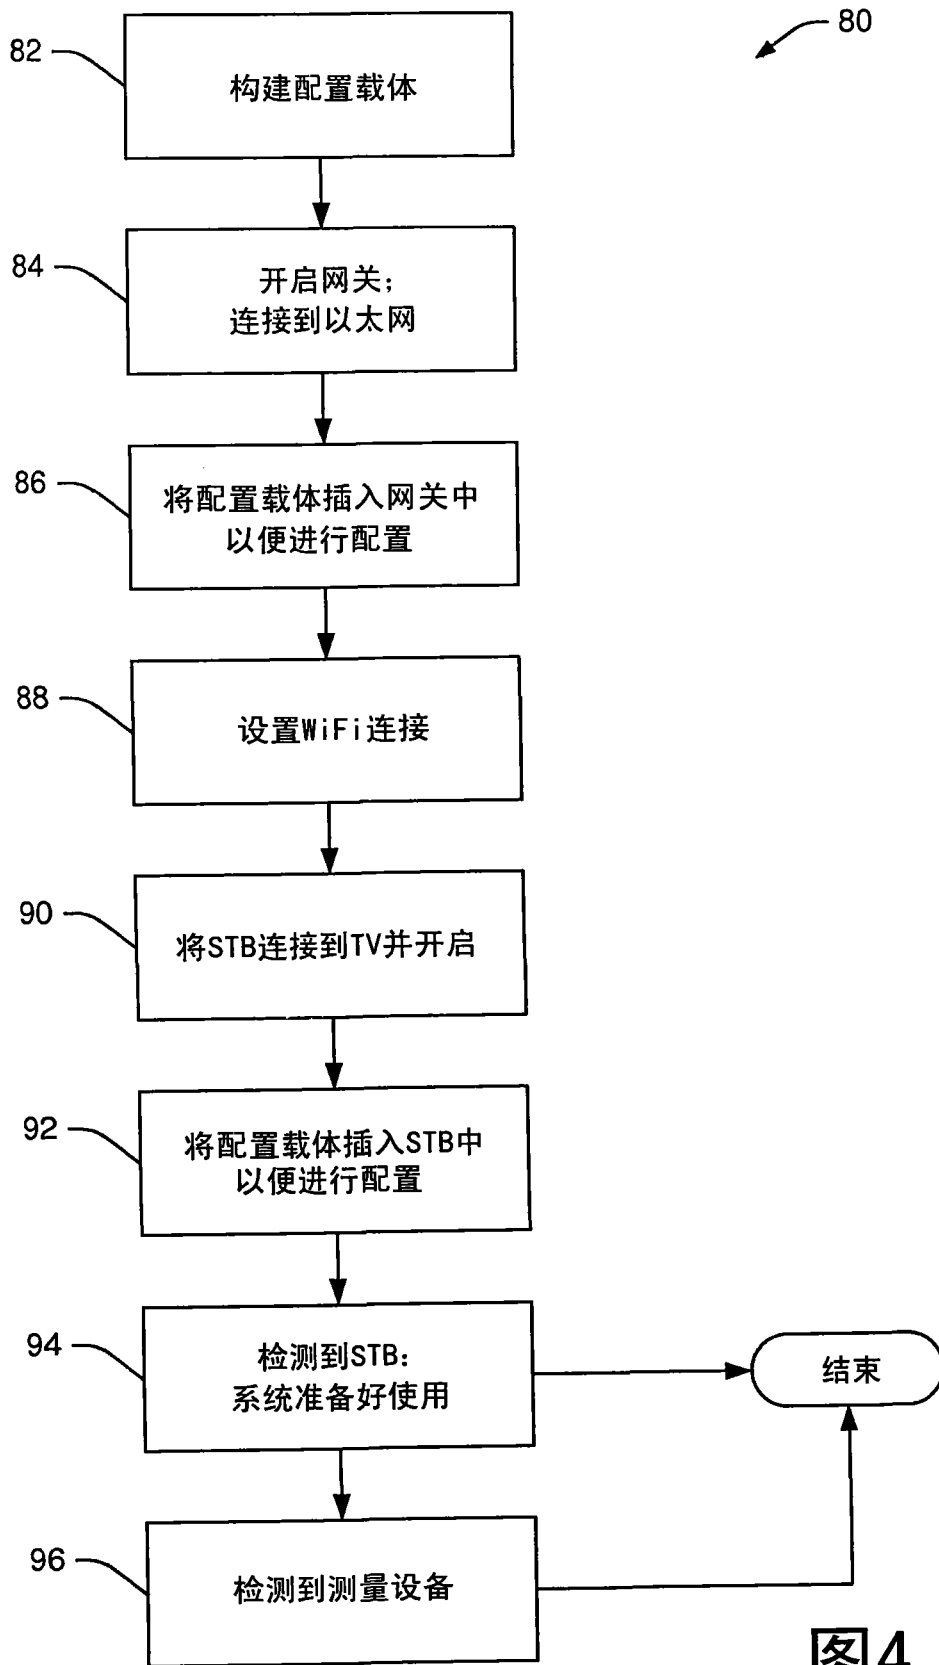 80
82
构建配置载体
84
开启网关;
连接到以太网
86
将配置载体插入网关中
以便进行配置
88
设置WiFi连接
90
将STB连接到TV并开启
92
将配置载体插入STB中
以便进行配置
94
检测到STB:
系统准备好使用
结束
96
检测到测量设备
图4